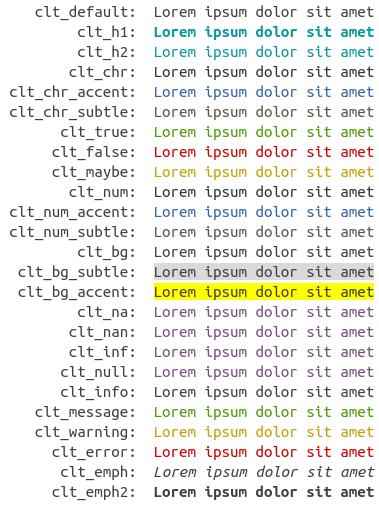 clt_default: Lorem ipsum dolor sit amet
clt_h1: Lorem ipsum dolor sit amet
clt_h2: Lorem ipsum dolor sit amet
clt_chr: Lorem ipsum dolor sit amet
clt_chr_accent: Lorem ipsum dolor sit amet
clt_chr_subtle: Lorem ipsum dolor sit amet
clt_true: Lorem ipsum dolor sit amet
clt_false: Lorem ipsum dolor sit amet
clt_maybe: Lorem ipsum dolor sit amet
clt_num: Lorem ipsum dolor sit amet
clt_num_accent: Lorem ipsum dolor sit amet
clt_num_subtle: Lorem ipsum dolor sit amet
clt_bg: Lorem ipsum dolor sit amet
clt_bg_subtle: Lorem ipsum dolor sit amet
clt_bg_accent: Lorem ipsum dolor sit amet
clt_na: Lorem ipsum dolor sit amet
clt_nan: Lorem ipsum dolor sit amet
clt_inf: Lorem ipsum dolor sit amet
clt_null: Lorem ipsum dolor sit amet
clt_info: Lorem ipsum dolor sit amet
clt_message: Lorem ipsum dolor sit amet
clt_warning: Lorem ipsum dolor sit amet
clt_error: Lorem ipsum dolor sit amet
clt_emph: Lorem ipsum dolor sit amet
clt_emph2: Lorem ipsum dolor sit amet